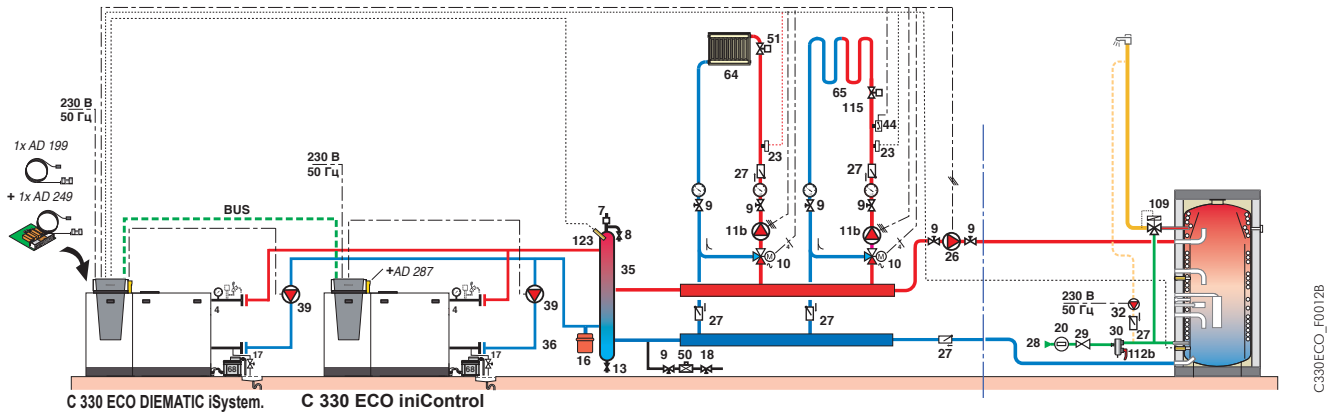 230 В
50 Гц
1x AD 199
+ 1x AD 249
BUS
230 В
50 Гц
+AD 287
4
17
68
39
4
17
68
39
36
7
8
123
35
16
13
51
64
23
27
9
9
11b
M
10
27
65
115
44
23
27
9
9
11b
M
10
27
9
26
9
9
50
18
27
109
230 В
50 Гц
32
27
28
20
29
30
112b
C 330 ECO DIEMATIC iSystem.
C 330 ECO iniControl
C330ECO_F0012B